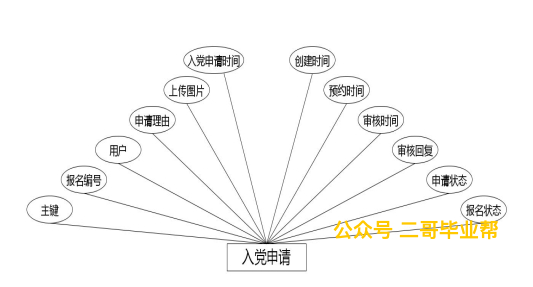 入党申请时间
创建时间
上传图片
预约时间
申请理由
审核时间
用户
审核回复
报名编号
申请状态
主键
报名状态
公众号 二哥毕业帮
入党申请